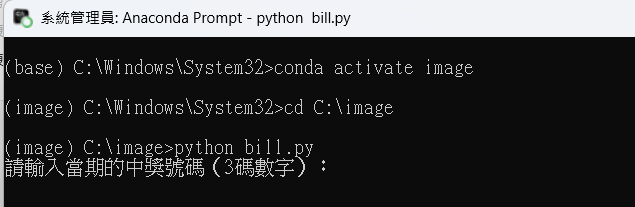 系統管理員: Anaconda Prompt - python  bill.py
(base) C:\Windows\System32>conda activate image
(image) C:\Windows\System32>cd C:\image
(image) C:\image>python bill.py
請輸入當期的中獎號碼（3碼數字）：